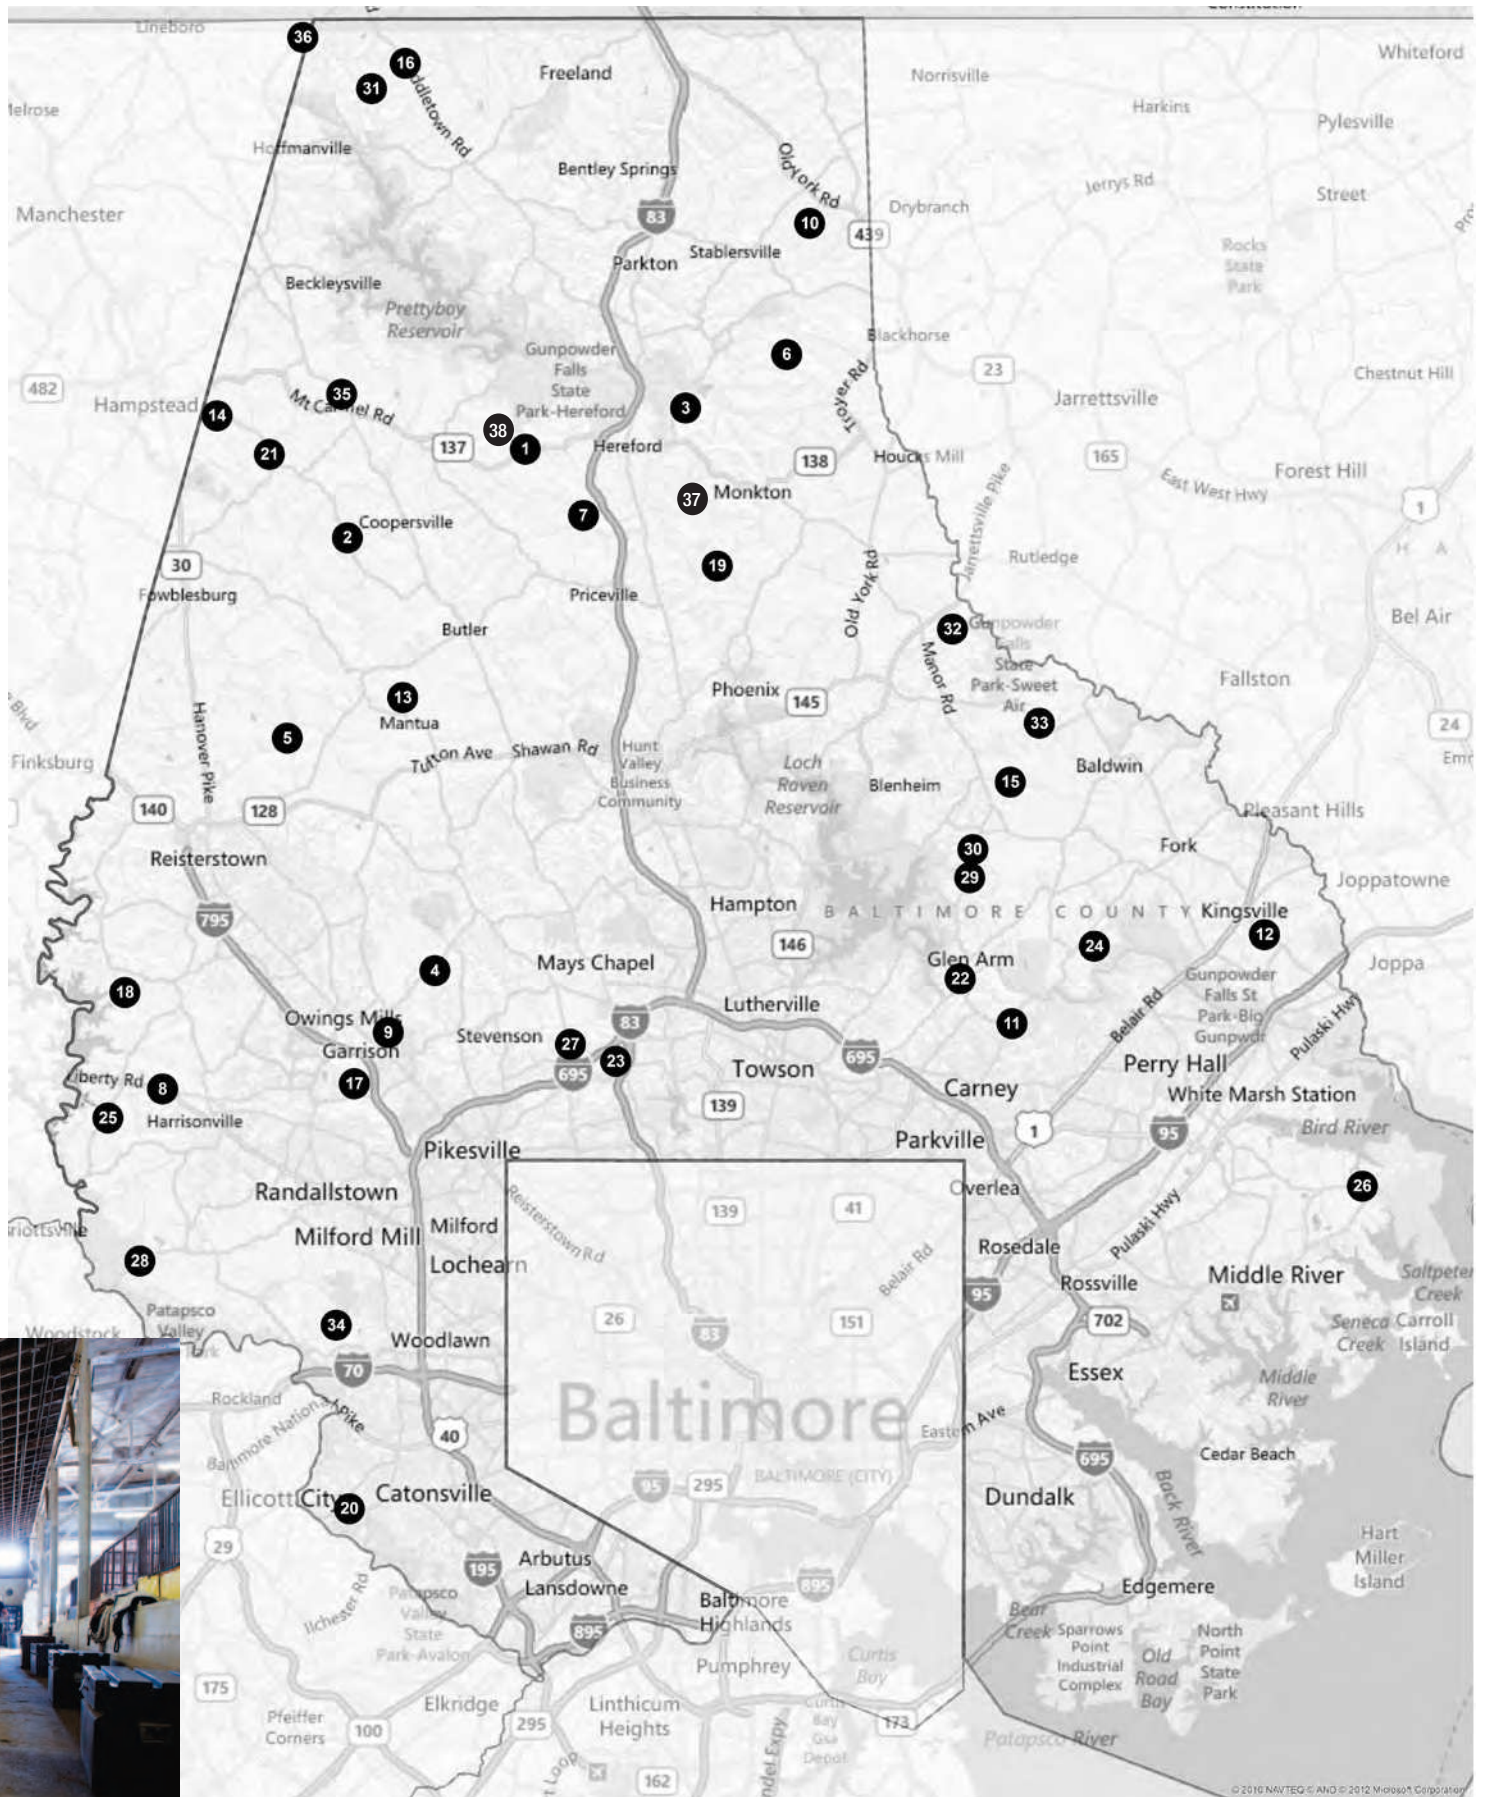 Lineboro
36
16
Whiteford
Freeland
Norrisville
31
Harkins
Pylesville
Hoffmanville
Bentley Springs
Old York Rd
Jerrys Rd
Street
Manchester
83
10
Drybranch
439
Stablersville
Rocks
State
Park
Parkton
Beckleysville
Prettyboy
Reservoir
Blackhorse
Gunpowder
Falls
State
Park-Hereford
6
23
Chestnut Hill
482
35
Troyer Rd
Jarrettsville
Hampstead
14
Mt Carmel Rd
3
38
1
137
Hereford
138
Houcks Mill
165
Forest Hill
21
East West Hwy
37
Monkton
Jarrettsville Pike
1
7
2
Coopersville
H A
30
19
Rutledge
Fowblesburg
Priceville
Old York Rd
Butler
32
Gunpowder
Falls
State
Park-Sweet
Air
Bel Air
Manor Rd
Phoenix
145
Fallston
13
Mantua
Hanover Pike
5
33
24
Tufton Ave
Shawan Rd
Hunt
Valley
Business
Community
Finksburg
Loch
Raven
Reservoir
Blenheim
15
Baldwin
140
128
Pleasant Hills
Reisterstown
30
Fork
29
Joppatowne
795
Hampton
BALTIMORE COUNTY
Kingsville
12
146
24
4
Mays Chapel
Glen Arm
22
Joppa
Gunpowder
Falls St
Park-Big
Gunpwdr
18
Lutherville
Belair Rd
Pulaski Hwy
Owings Mills
9
83
11
Stevenson
27
Garrison
23
695
695
Towson
Perry Hall
17
Liberty Rd
8
Carney
White Marsh Station
139
25
Harrisonville
1
95
Bird River
Parkville
Pikesville
Randallstown
Overlea
26
Reisterstown Rd
139
41
Milford Mill
Milford
Pulaski Hwy
Lochearn
Rosedale
28
Belair Rd
Rossville
Middle River
Saltpeter
Creek
95
Patapsco
Valley
Park
26
83
151
702
Seneca
Creek
Carroll
Island
Woodstock
34
Woodlawn
70
Essex
Middle
River
Rockland
Baltimore National Pike
Baltimore
40
Eastern Ave
695
Cedar Beach
BALTIMORE (CITY)
95
295
Back River
Ellicott City
20
Catonsville
Dundalk
29
Hart
Miller
Island
Arbutus
195
Lansdowne
895
Edgemere
Ilchester Rd
Patapsco
Valley
State
Park-Avalon
Baltimore
Highlands
895
Bear
Creek
Sparrows
Point
Industrial
Complex
Old
Road
Bay
North
Point
State
Park
Pumphrey
Curtis
Bay
175
Elkridge
Linthicum
Heights
Pfeiffer
Corners
100
295
Curtis
Bay
Gsa
Depot
173
Patapsco River
162
© 2010 NAVTEQ © AND © 2012 Microsoft Corporation